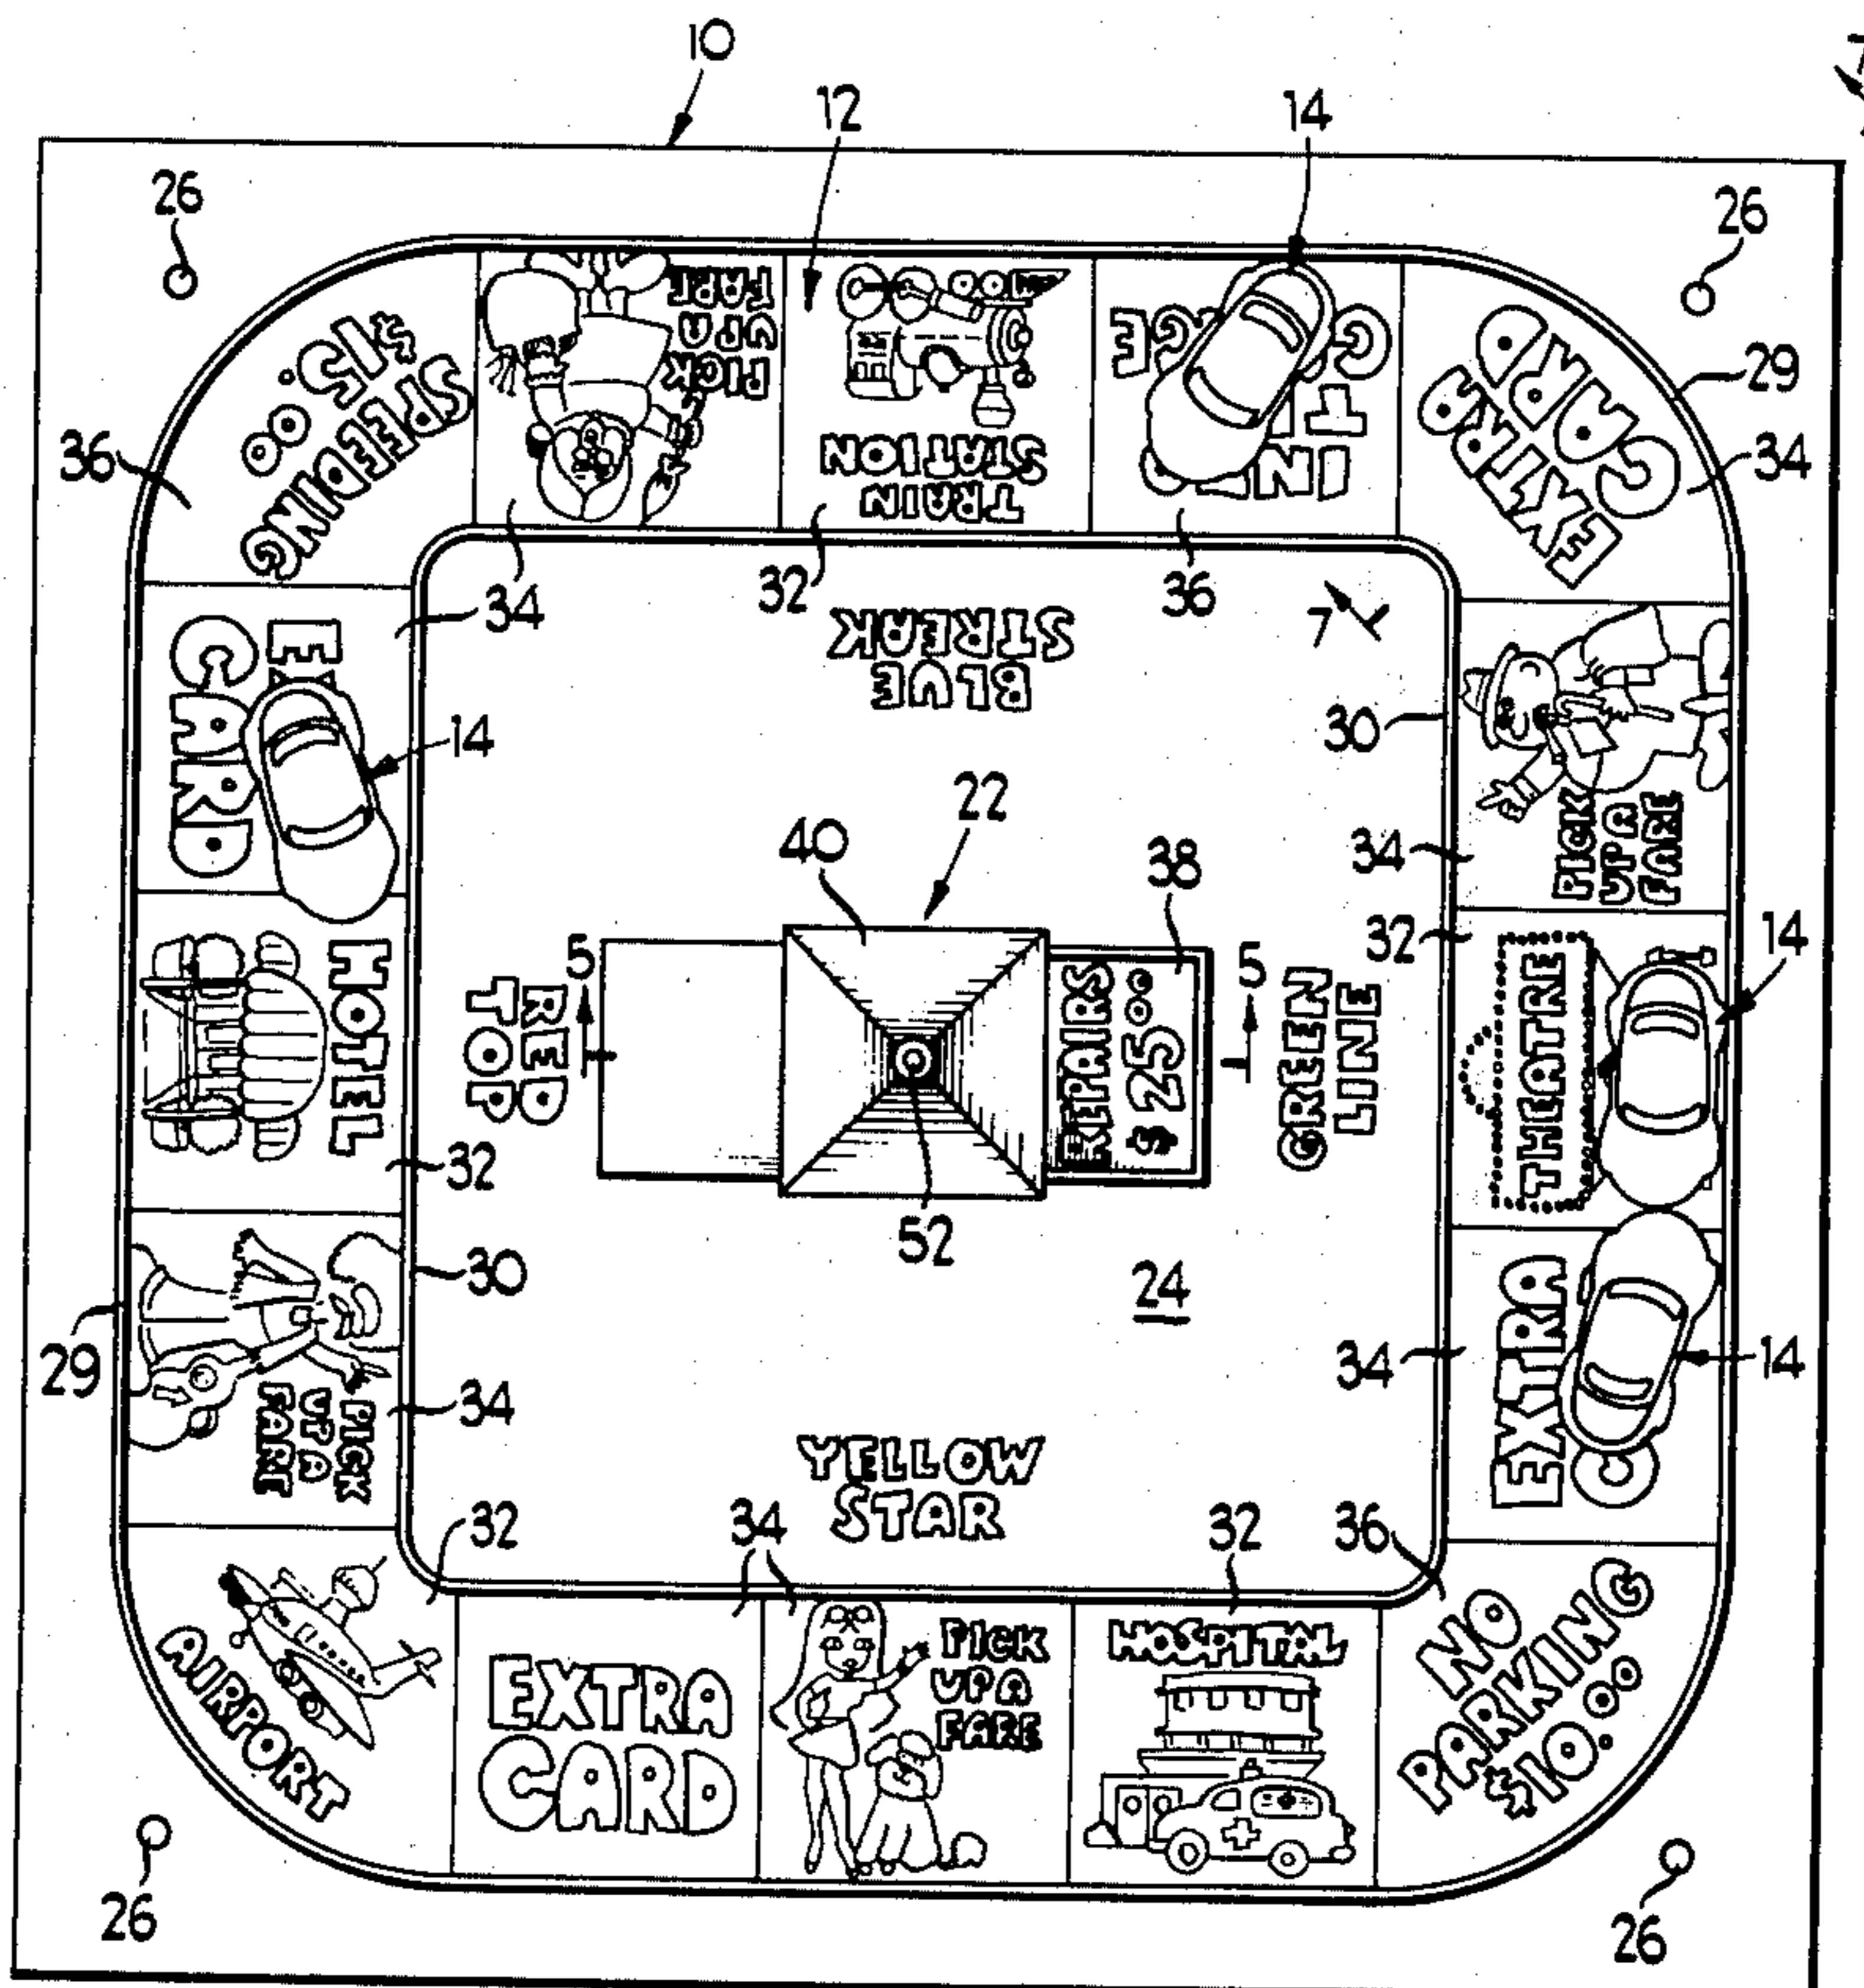 10
12
14
26
26
$15.00
SPEEDING
36
PICK
UP A
FARE
34
TRAIN
STATION
32
36
EXTRA
CARD
29
34
34
CARD
14
BLUE
STREAK
7
30
PICK
UP A
FARE
34
HOTEL
32
RED
TOP
5
40
22
38
REPAIRS
$25.00
5
52
GREEN
LINE
32
THEATRE
14
30
29
PICK
UP A
FARE
34
24
EXTRA
C
34
14
YELLOW
STAR
32
AIRPORT
34
EXTRA
CARD
PICK
UP A
FARE
32
HOSPITAL
36
NO
PARKING
$10.00
26
26